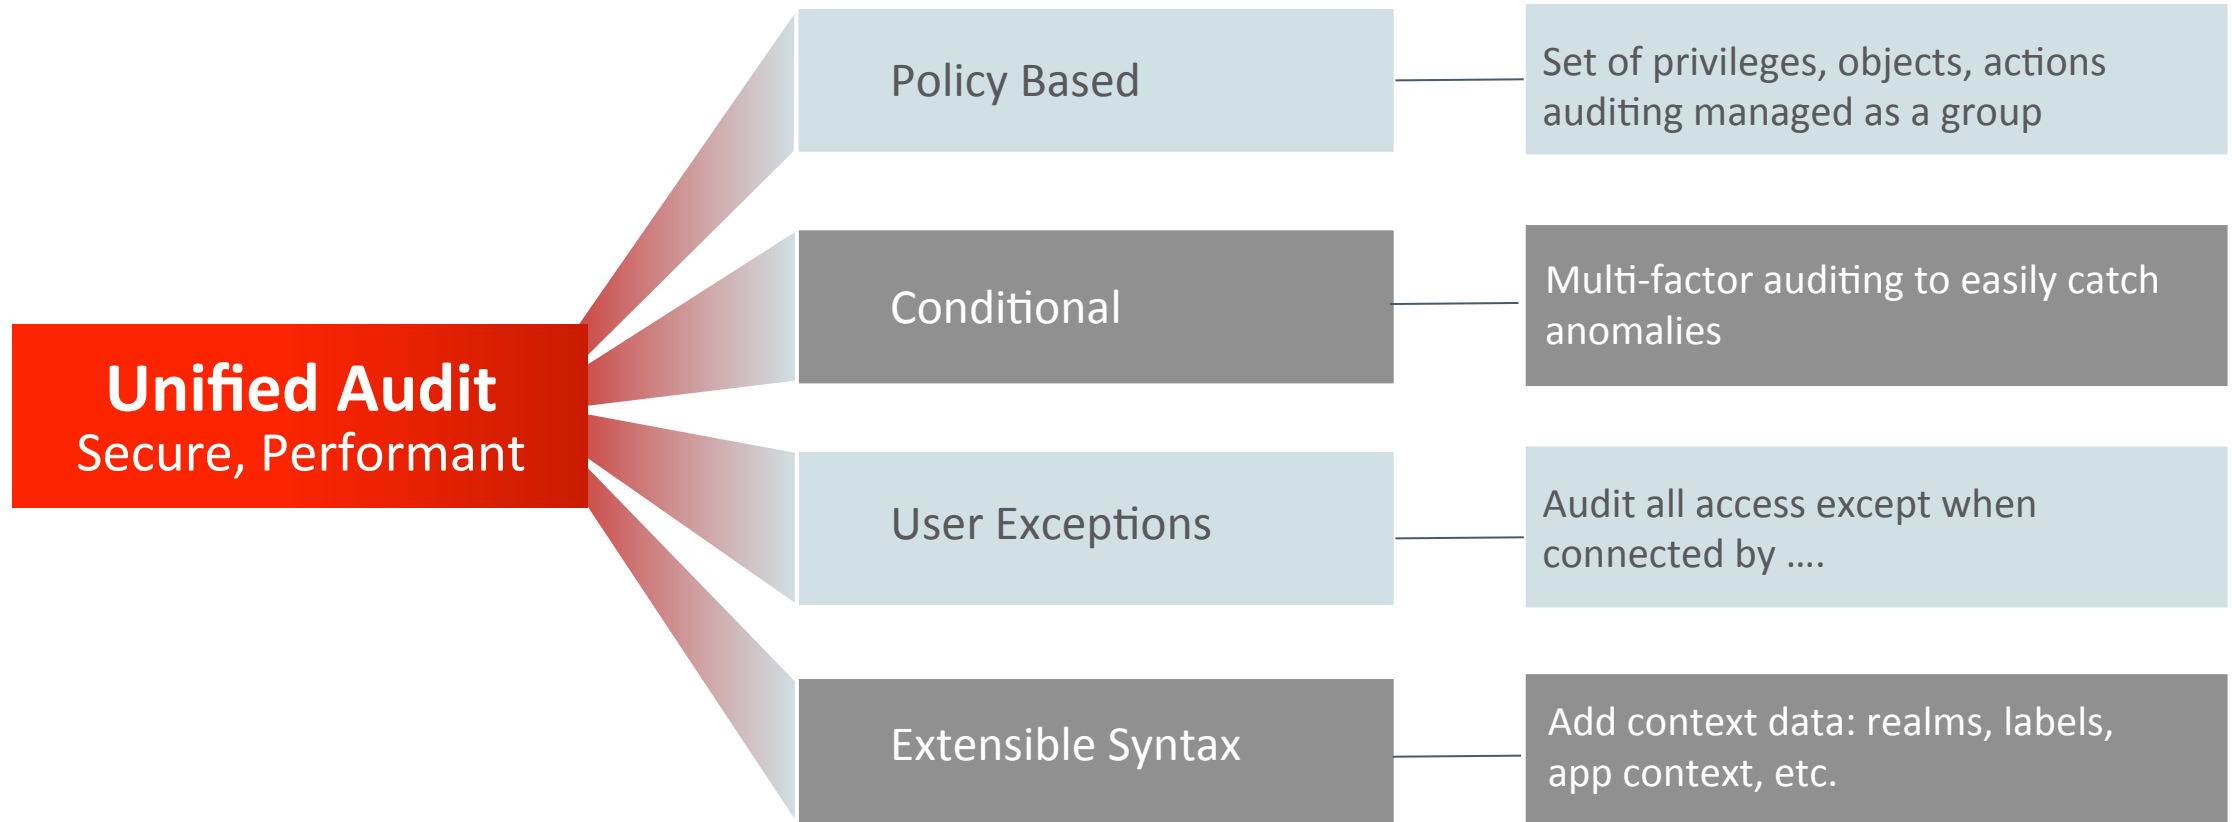 Unified Audit
Secure, Performant
Policy Based
Set of privileges, objects, actions
auditing managed as a group
Conditional
Multi-factor auditing to easily catch
anomalies
User Exceptions
Audit all access except when
connected by ....
Extensible Syntax
Add context data: realms, labels,
app context, etc.